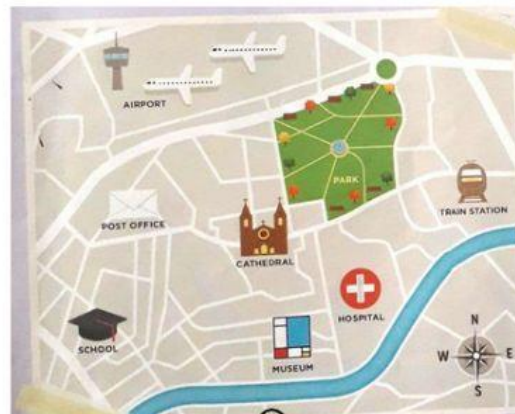 AIRPORT
PARK
POST OFFICE
TRAIN STATION
CATHEDRAL
HOSPITAL
SCHOOL
MUSEUM
N
W
E
S